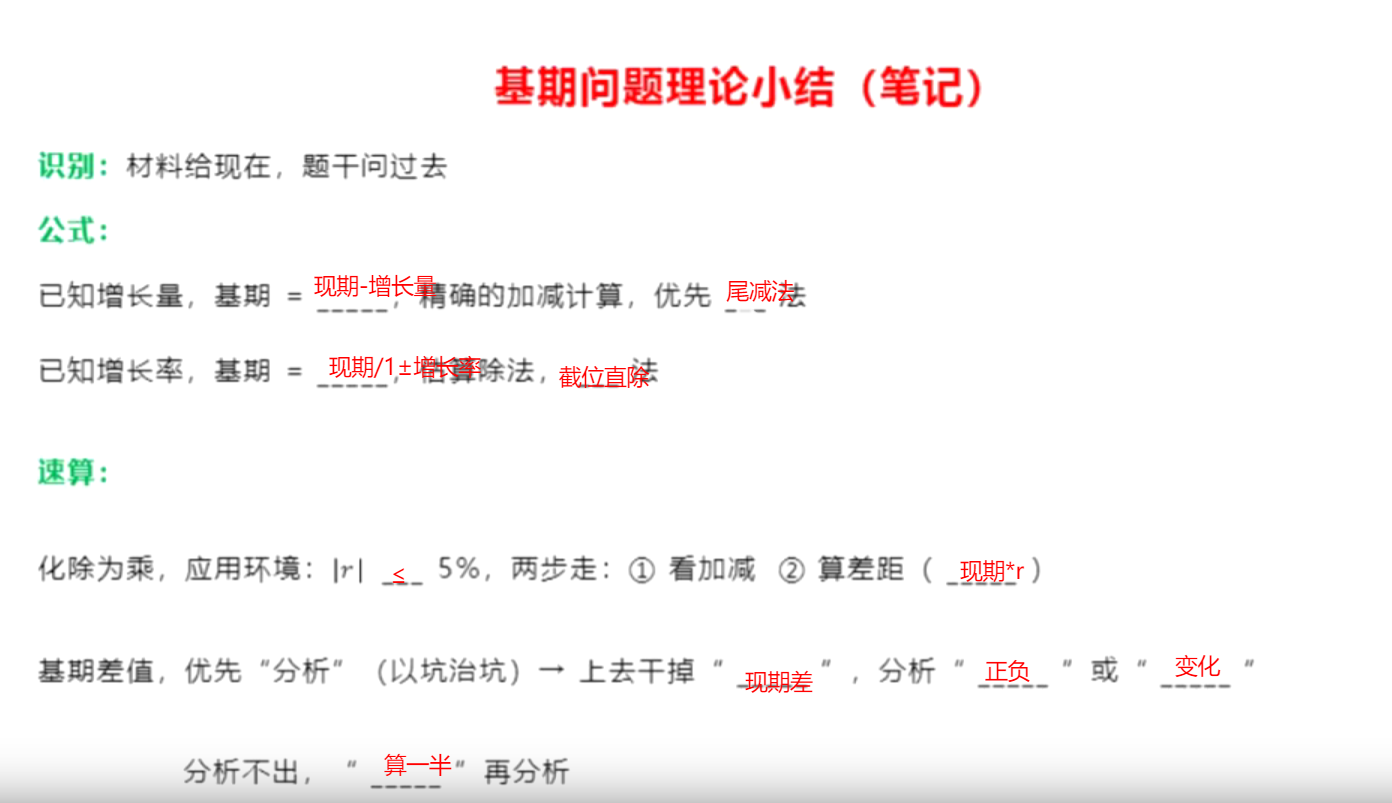 基期问题理论小结（笔记）
识别：材料给现在，题干问过去
公式：
已知增长量，基期 = 现期-增长量，精确的加减计算，优先 尾减法 法
已知增长率，基期 = 现期/1±增长率，估算除法，截位直除 法
速算：
化除为乘，应用环境：|r| ≤ 5%，两步走：① 看加减 ② 算差距（ 现期*r ）
基期差值，优先“分析”（以坑治坑）→ 上去干掉“ 现期差 ”，分析“ 正负 ”或“ 变化 ”
分析不出，“ 算一半 ”再分析